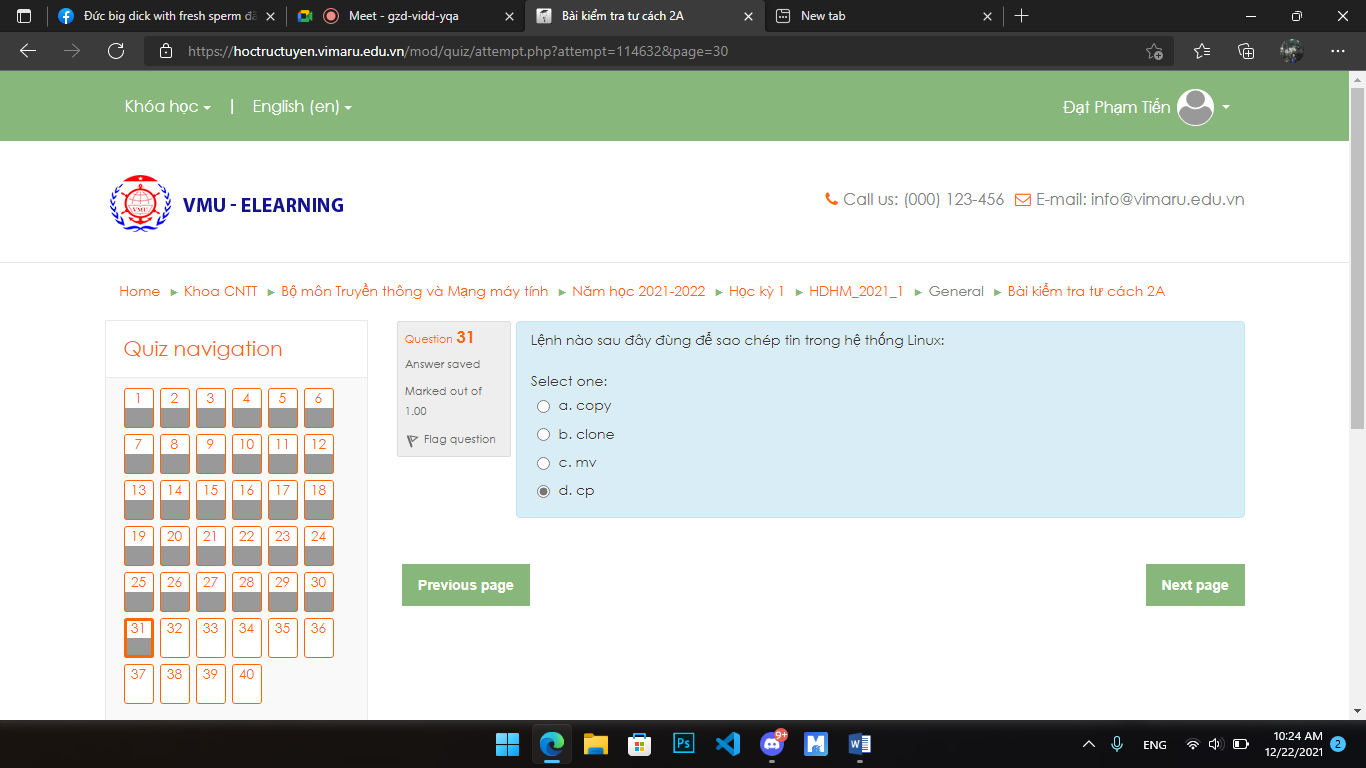 Đức big dick with fresh sperm đã
Meet - gzd-vidd-yqa
Bài kiểm tra tư cách 2A
New tab
https://hoctructuyen.vimaru.edu.vn/mod/quiz/attempt.php?attempt=114632&page=30
Khóa học | English (en)
Đạt Phạm Tiến
VMU
VMU - ELEARNING
Call us: (000) 123-456 E-mail: info@vimaru.edu.vn
Home ► Khoa CNTT ► Bộ môn Truyền thông và Mạng máy tính ► Năm học 2021-2022 ► Học kỳ 1 ► HDHM_2021_1 ► General ► Bài kiểm tra tư cách 2A
Quiz navigation
1 2 3 4 5 6
7 8 9 10 11 12
13 14 15 16 17 18
19 20 21 22 23 24
25 26 27 28 29 30
31 32 33 34 35 36
37 38 39 40
Question 31
Answer saved
Marked out of
1.00
Flag question
Lệnh nào sau đây đùng để sao chép tin trong hệ thống Linux:
Select one:
a. copy
b. clone
c. mv
d. cp
Previous page
Next page
Ps
9+
W
ENG
10:24 AM
12/22/2021
2